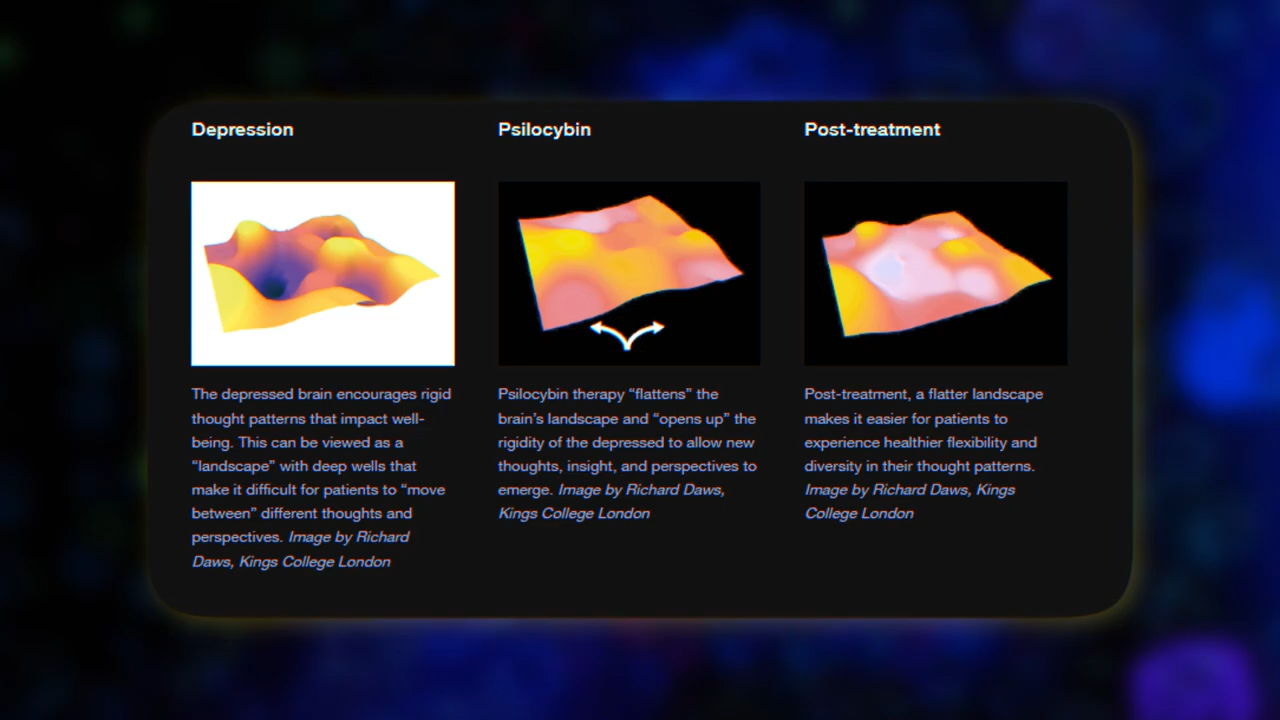 Depression
The depressed brain encourages rigid
thought patterns that impact well-
being. This can be viewed as a
“landscape” with deep wells that
make it difficult for patients to “move
between” different thoughts and
perspectives. Image by Richard
Daws, Kings College London
Psilocybin
Psilocybin therapy “flattens” the
brain’s landscape and “opens up” the
rigidity of the depressed to allow new
thoughts, insight, and perspectives to
emerge. Image by Richard Daws,
Kings College London
Post-treatment
Post-treatment, a flatter landscape
makes it easier for patients to
experience healthier flexibility and
diversity in their thought patterns.
Image by Richard Daws, Kings
College London